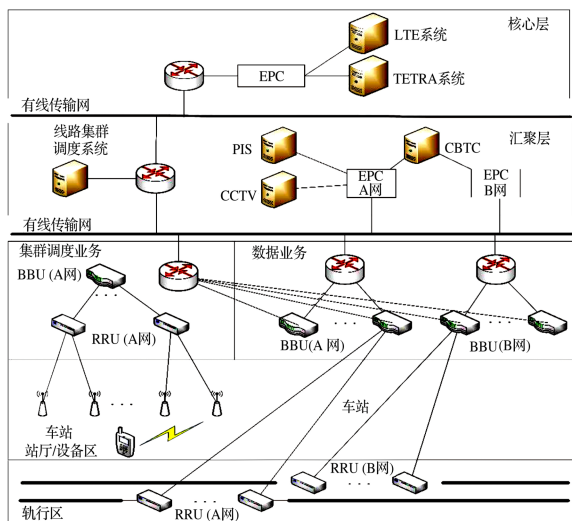 核心层
LTE系统
EPC
TETRA系统
有线传输网
线路集群
调度系统
汇聚层
PIS
CBTC
EPC
A网
EPC
B网
CCTV
有线传输网
集群调度业务
数据业务
BBU (A网)
RRU (A网)
BBU(A 网)
BBU(B网)
车站
站厅/设备区
车站
RRU (B网)
RRU (A网)
轨行区